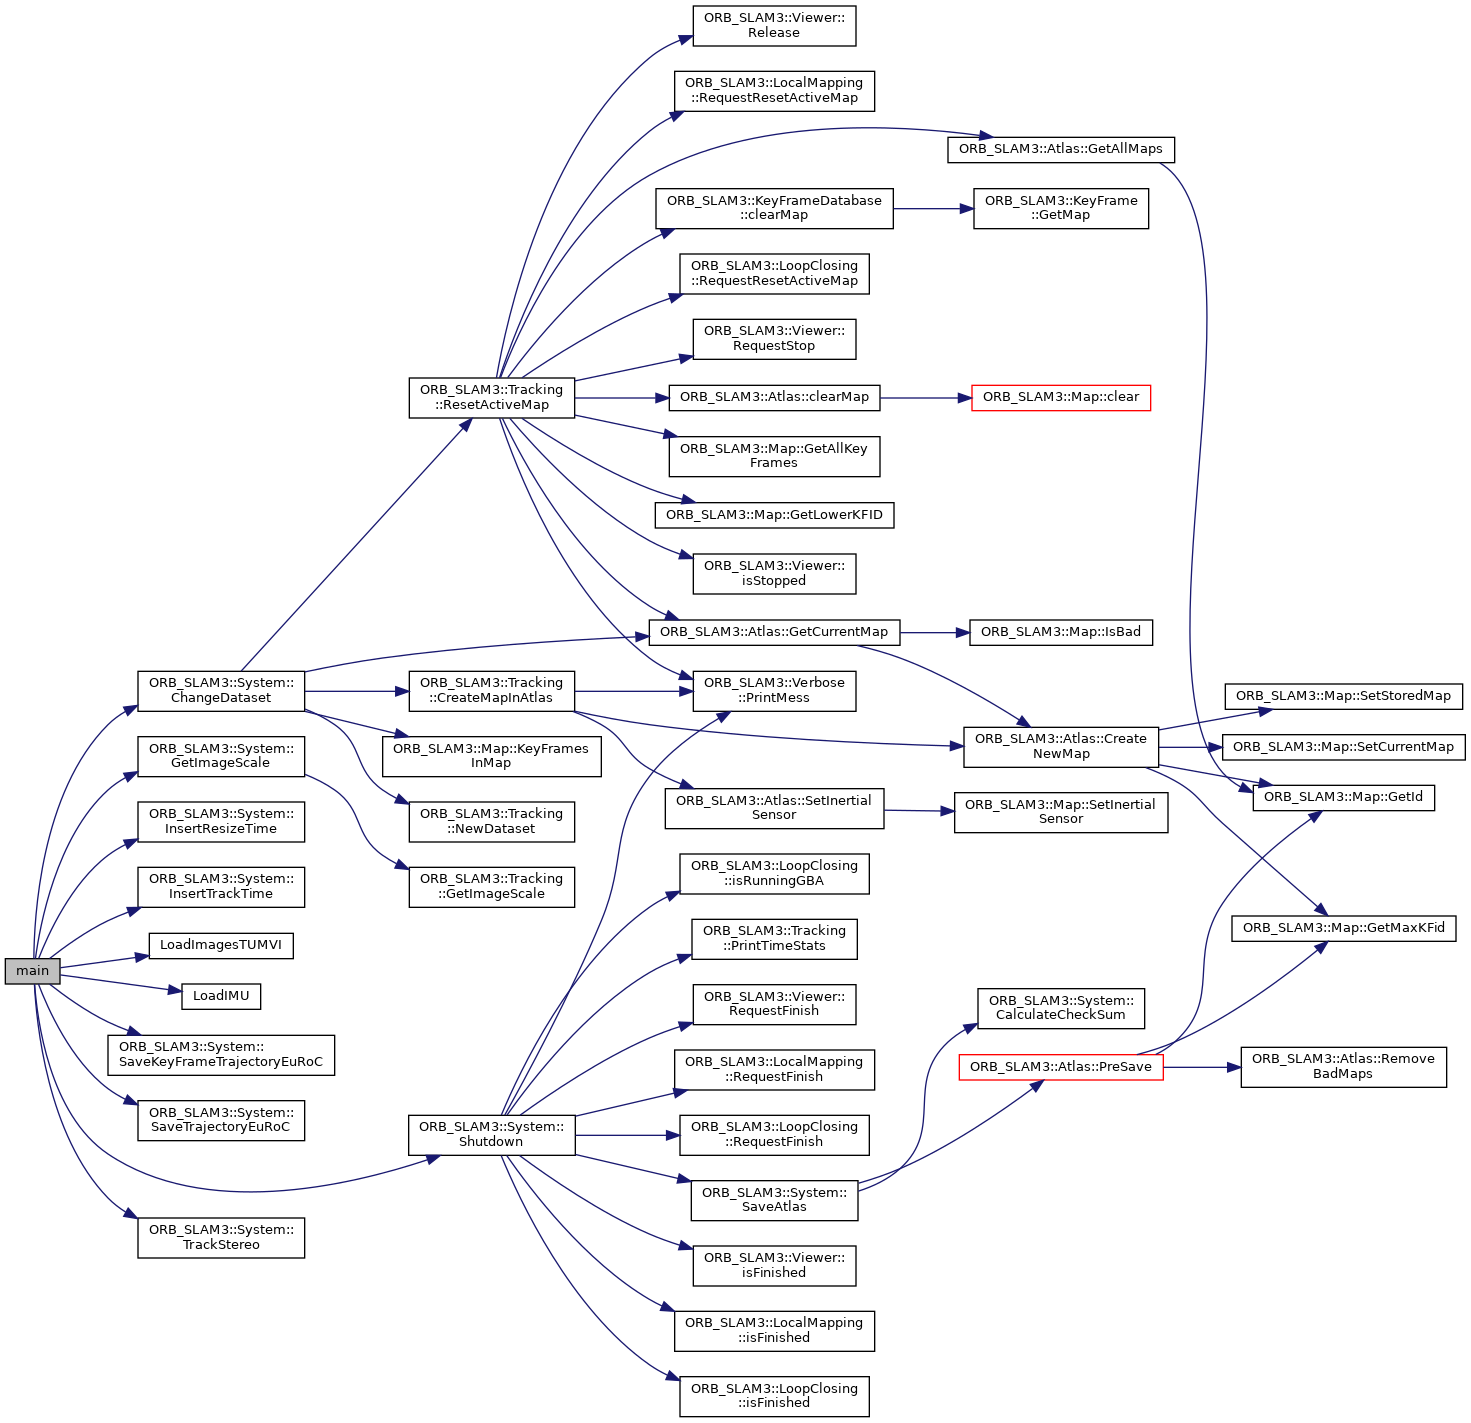 ORB_SLAM3::Viewer::
Release
ORB_SLAM3::LocalMapping
::RequestResetActiveMap
ORB_SLAM3::Atlas::GetAllMaps
ORB_SLAM3::KeyFrameDatabase
::clearMap
ORB_SLAM3::KeyFrame
::GetMap
ORB_SLAM3::LoopClosing
::RequestResetActiveMap
ORB_SLAM3::Viewer::
RequestStop
ORB_SLAM3::Tracking
::ResetActiveMap
ORB_SLAM3::Atlas::clearMap
ORB_SLAM3::Map::clear
ORB_SLAM3::Map::GetAllKey
Frames
ORB_SLAM3::Map::GetLowerKFID
ORB_SLAM3::Viewer::
isStopped
ORB_SLAM3::Atlas::GetCurrentMap
ORB_SLAM3::Map::IsBad
ORB_SLAM3::System::
ChangeDataset
ORB_SLAM3::Tracking
::CreateMapInAtlas
ORB_SLAM3::Verbose
::PrintMess
ORB_SLAM3::Map::SetStoredMap
ORB_SLAM3::System::
GetImageScale
ORB_SLAM3::Map::KeyFrames
InMap
ORB_SLAM3::Atlas::Create
NewMap
ORB_SLAM3::Map::SetCurrentMap
ORB_SLAM3::Map::GetId
ORB_SLAM3::System::
InsertResizeTime
ORB_SLAM3::Tracking
::NewDataset
ORB_SLAM3::Atlas::SetInertial
Sensor
ORB_SLAM3::Map::SetInertial
Sensor
ORB_SLAM3::System::
InsertTrackTime
ORB_SLAM3::Tracking
::GetImageScale
ORB_SLAM3::LoopClosing
::isRunningGBA
ORB_SLAM3::Map::GetMaxKFid
LoadImagesTUMVI
ORB_SLAM3::Tracking
::PrintTimeStats
main
LoadIMU
ORB_SLAM3::Viewer::
RequestFinish
ORB_SLAM3::System::
CalculateCheckSum
ORB_SLAM3::System::
SaveKeyFrameTrajectoryEuRoC
ORB_SLAM3::LocalMapping
::RequestFinish
ORB_SLAM3::Atlas::PreSave
ORB_SLAM3::Atlas::Remove
BadMaps
ORB_SLAM3::System::
SaveTrajectoryEuRoC
ORB_SLAM3::System::
Shutdown
ORB_SLAM3::LoopClosing
::RequestFinish
ORB_SLAM3::System::
SaveAtlas
ORB_SLAM3::System::
TrackStereo
ORB_SLAM3::Viewer::
isFinished
ORB_SLAM3::LocalMapping
::isFinished
ORB_SLAM3::LoopClosing
::isFinished